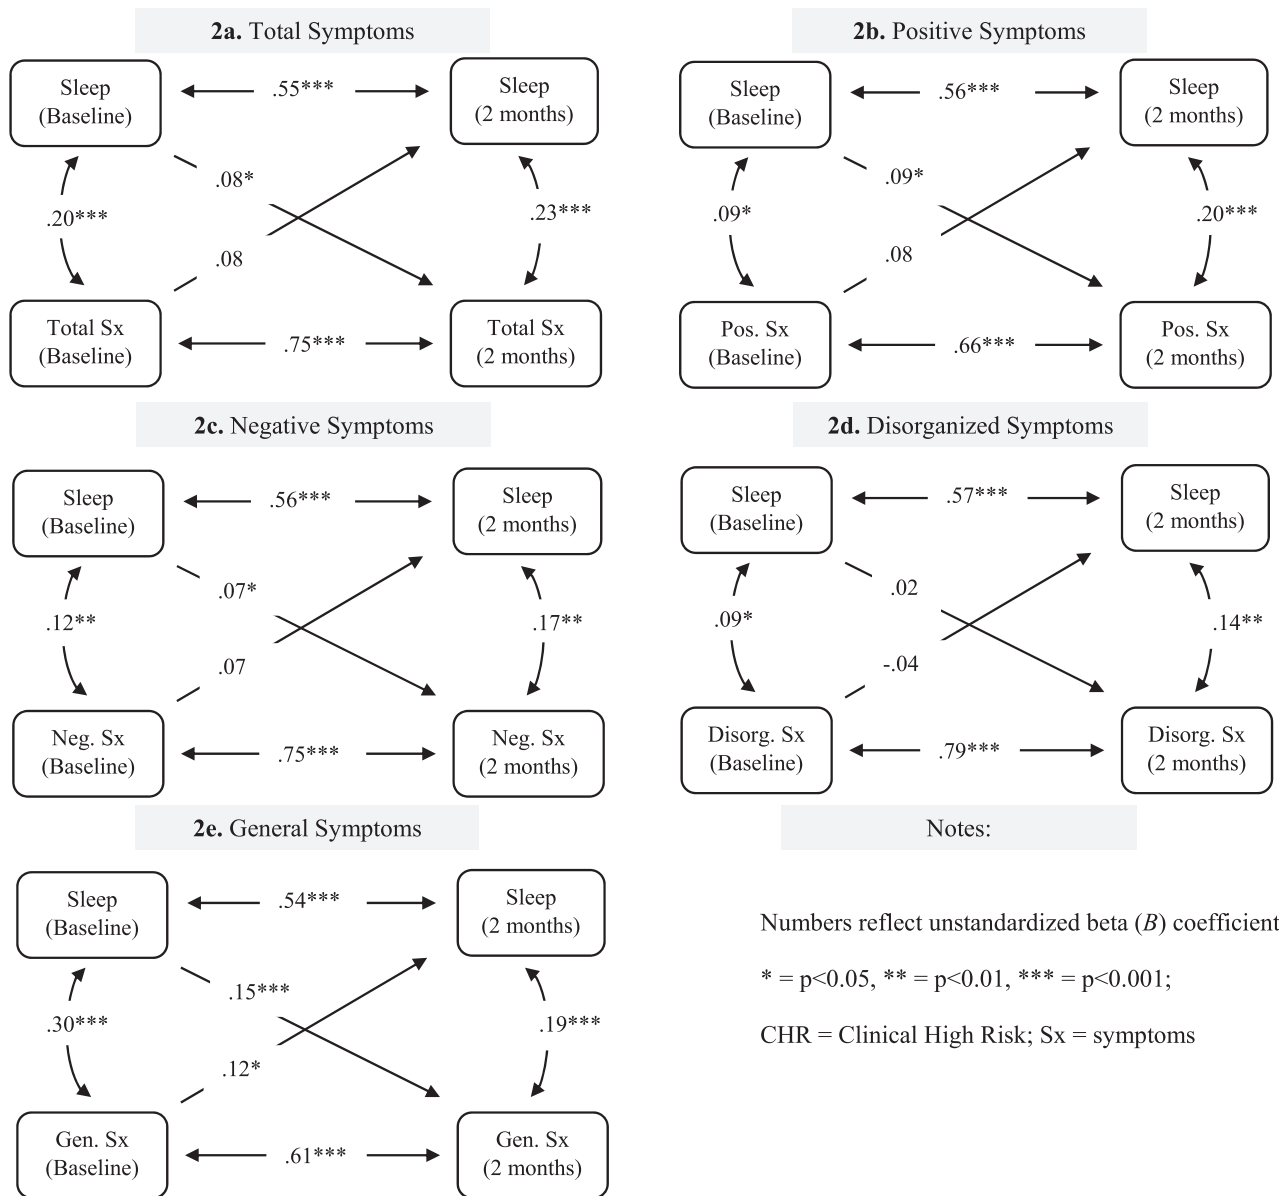 2a. Total Symptoms
Sleep
(Baseline)
.55***
Sleep
(2 months)
.08*
.20***
.23***
.08
Total Sx
(Baseline)
.75***
Total Sx
(2 months)
2b. Positive Symptoms
Sleep
(Baseline)
.56***
Sleep
(2 months)
.09*
.09*
.20***
.08
Pos. Sx
(Baseline)
.66***
Pos. Sx
(2 months)
2c. Negative Symptoms
Sleep
(Baseline)
.56***
Sleep
(2 months)
.07*
.12**
.17**
.07
Neg. Sx
(Baseline)
.75***
Neg. Sx
(2 months)
2d. Disorganized Symptoms
Sleep
(Baseline)
.57***
Sleep
(2 months)
.02
.09*
.14**
-.04
Disorg. Sx
(Baseline)
.79***
Disorg. Sx
(2 months)
2e. General Symptoms
Sleep
(Baseline)
.54***
Sleep
(2 months)
.15***
.30***
.19***
.12*
Gen. Sx
(Baseline)
.61***
Gen. Sx
(2 months)
Notes:
Numbers reflect unstandardized beta (B) coefficient
* = p<0.05, ** = p<0.01, *** = p<0.001;
CHR = Clinical High Risk; Sx = symptoms